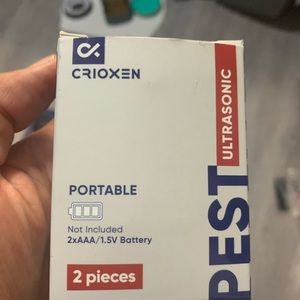 CRIOXEN
PORTABLE
Not Included
2xAAA/1.5V Battery
2 pieces
ULTRASONIC
PEST